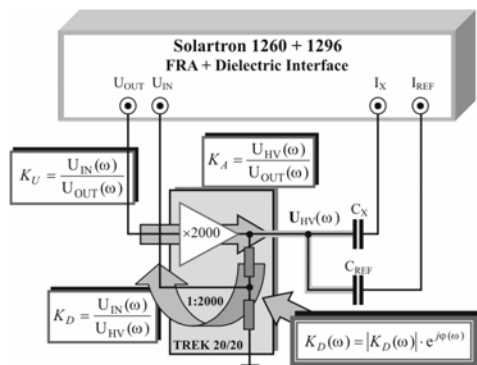 Solartron 1260 + 1296
FRA + Dielectric Interface
U_OUT U_IN I_X I_REF
K_U = U_IN(ω) / U_OUT(ω)
K_A = U_HV(ω) / U_OUT(ω)
×2000
U_HV(ω)
C_X
C_REF
K_D = U_IN(ω) / U_HV(ω)
1:2000
TREK 20/20
K_D(ω) = |K_D(ω)| · e^{jφ(ω)}